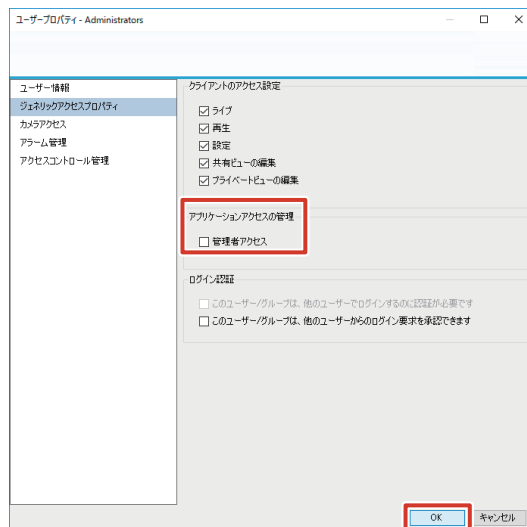 ユーザープロパティ - Administrators
ユーザー情報
ジェネリックアクセスプロパティ
カメラアクセス
アラーム管理
アクセスコントロール管理
クライアントのアクセス設定
ライブ
再生
設定
共有ビューの編集
プライベートビューの編集
アプリケーションアクセスの管理
管理者アクセス
ログイン認証
このユーザー/グループは、他のユーザーでログインするのに認証が必要です
このユーザー/グループは、他のユーザーからのログイン要求を承認できます
OK
キャンセル